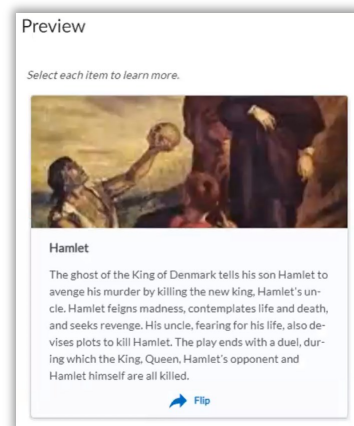 Preview
Select each item to learn more.
Hamlet
The ghost of the King of Denmark tells his son Hamlet to
avenge his murder by killing the new king, Hamlet's un-
cle. Hamlet feigns madness, contemplates life and death,
and seeks revenge. His uncle, fearing for his life, also de-
vises plots to kill Hamlet. The play ends with a duel, dur-
ing which the King, Queen, Hamlet's opponent and
Hamlet himself are all killed.
Flip